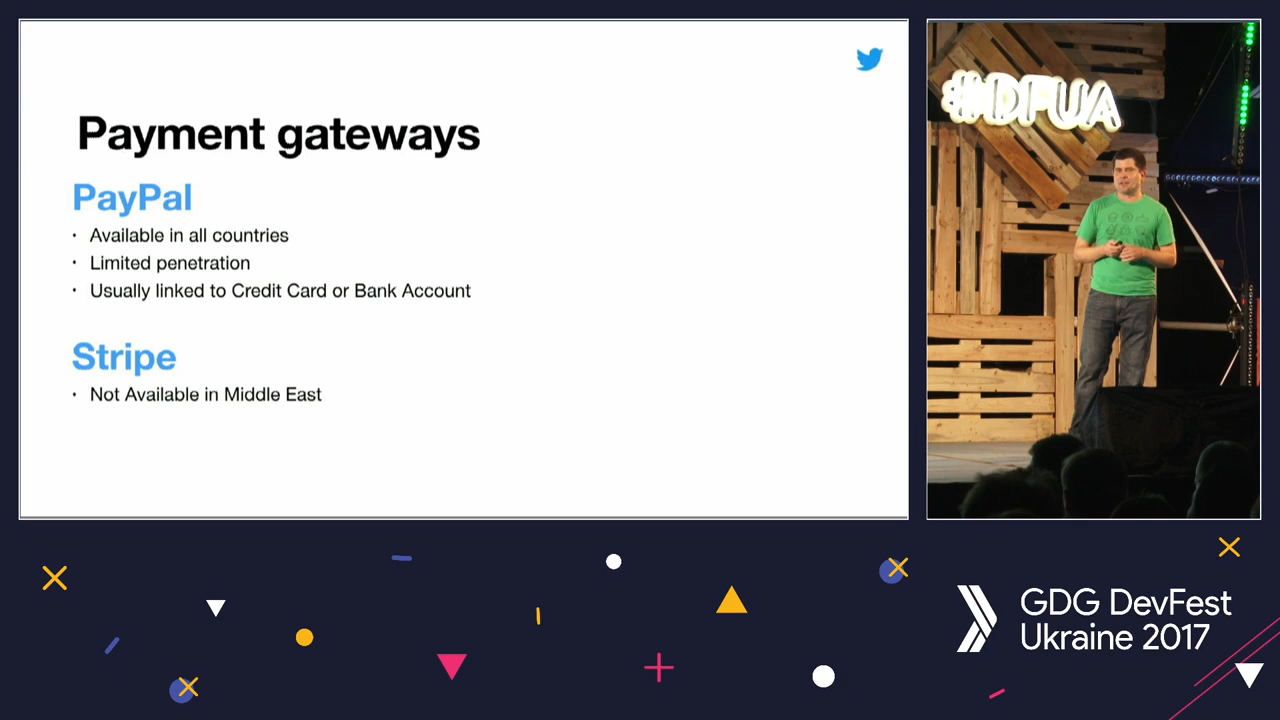 Payment gateways
PayPal
• Available in all countries
• Limited penetration
• Usually linked to Credit Card or Bank Account
Stripe
• Not Available in Middle East
#DFUA
GDG DevFest
Ukraine 2017